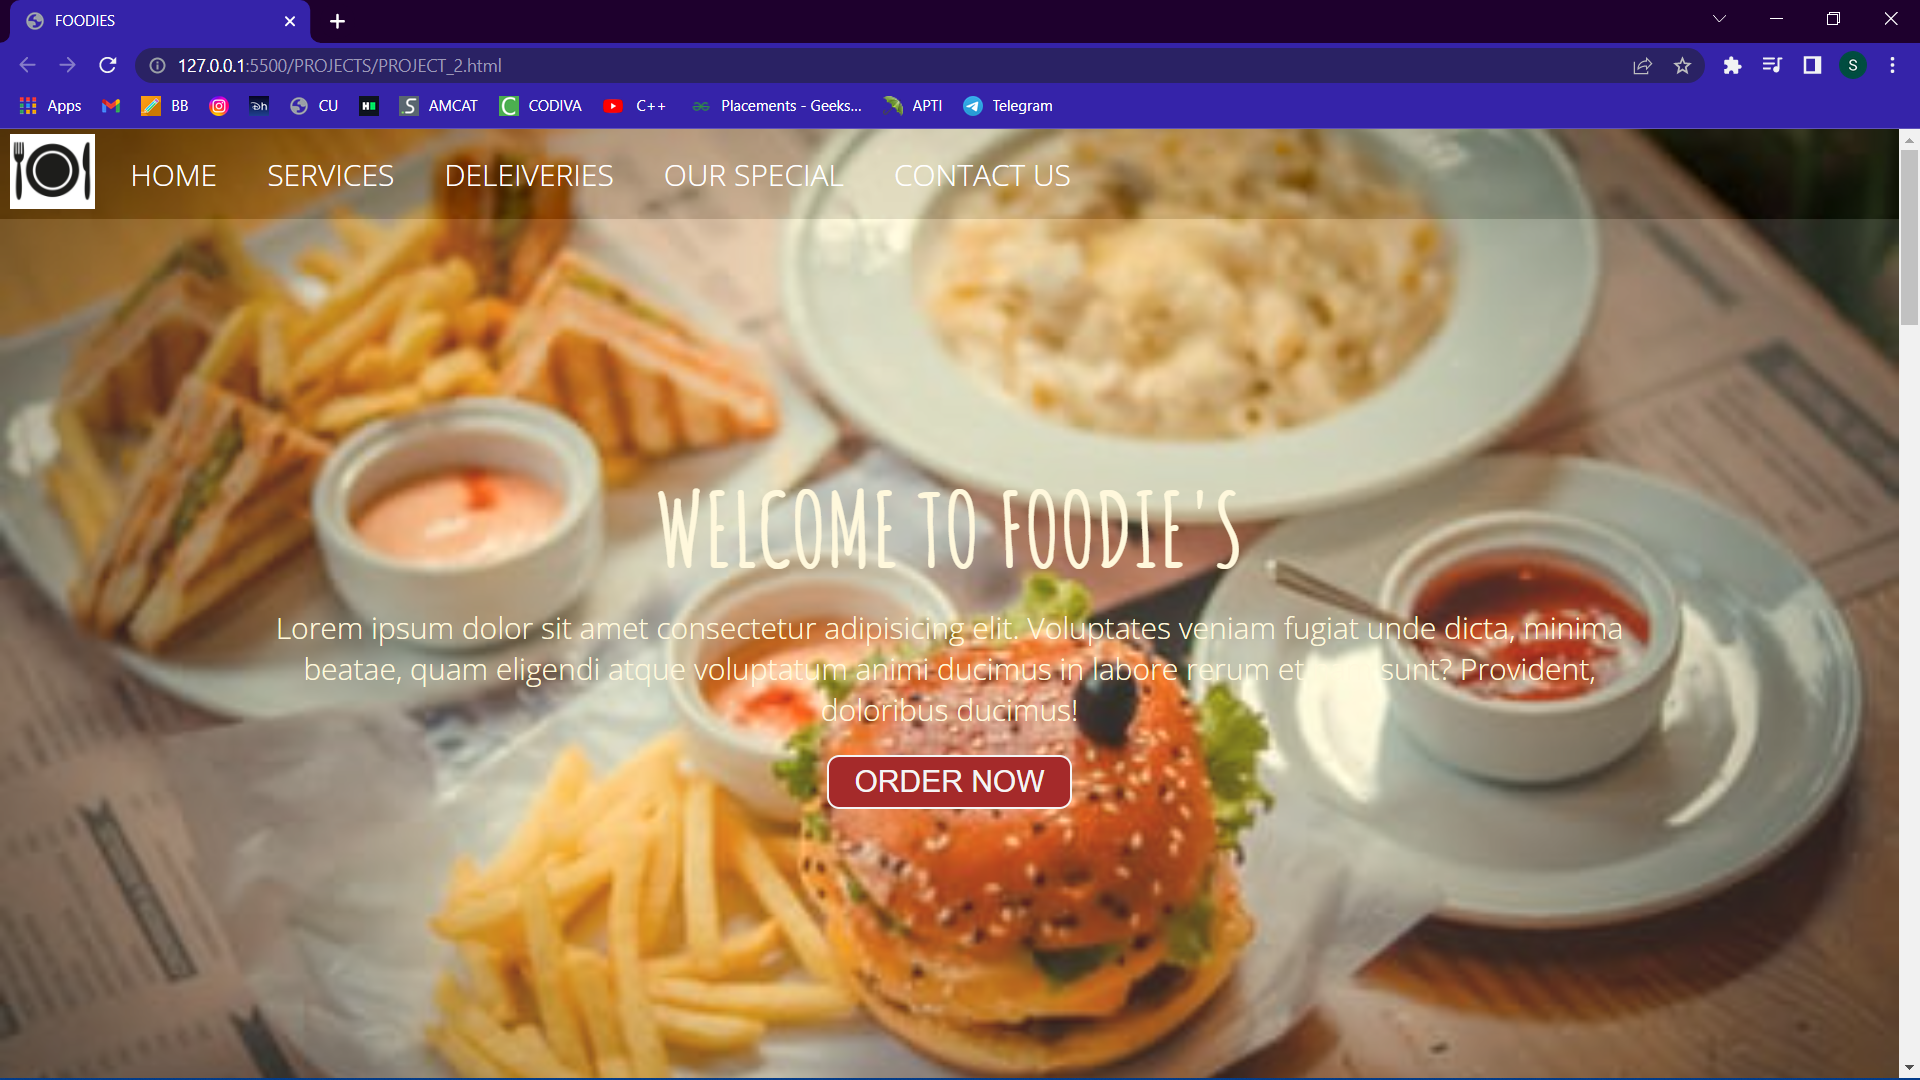 FOODIES
127.0.0.1:5500/PROJECTS/PROJECT_2.html
S
Apps BB CU AMCAT CODIVA C++ Placements - Geeks... APTI Telegram
HOME SERVICES DELEIVERIES OUR SPECIAL CONTACT US
WELCOME TO FOODIE'S
Lorem ipsum dolor sit amet consectetur adipisicing elit. Voluptates veniam fugiat unde dicta, minima
beatae, quam eligendi atque voluptatum animi ducimus in labore rerum et sunt? Provident,
doloribus ducimus!
ORDER NOW